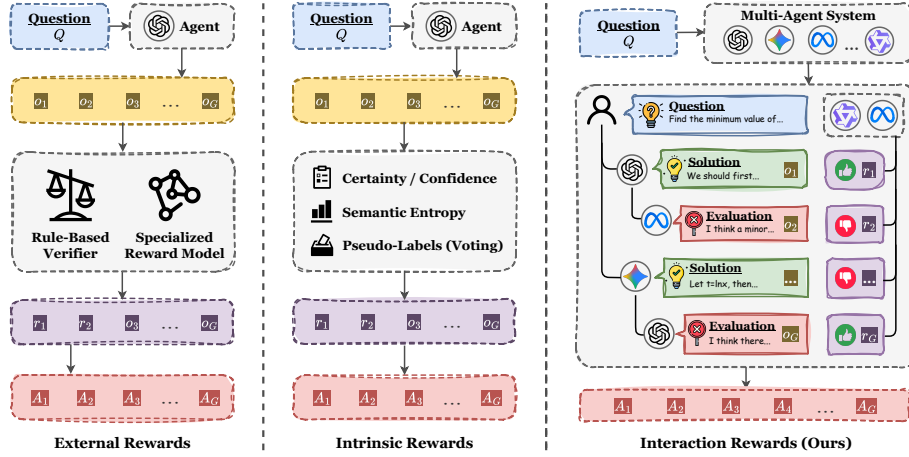 Question
Q
Agent
o1 o2 o3 ... oG
Rule-Based
Verifier
Specialized
Reward Model
r1 r2 o3 ... oG
A1 A2 A3 ... AG
External Rewards
Question
Q
Agent
o1 o2 o3 ... oG
Certainty / Confidence
Semantic Entropy
Pseudo-Labels (Voting)
r1 r2 o3 ... oG
A1 A2 A3 ... AG
Intrinsic Rewards
Question
Q
Multi-Agent System
...
Question
Find the minimum value of...
Solution
We should first...
o1
r1
Evaluation
I think a minor...
o2
r2
Solution
Let t=lnx, then...
...
...
Evaluation
I think there...
oG
rG
A1 A2 A3 A4 ... AG
Interaction Rewards (Ours)